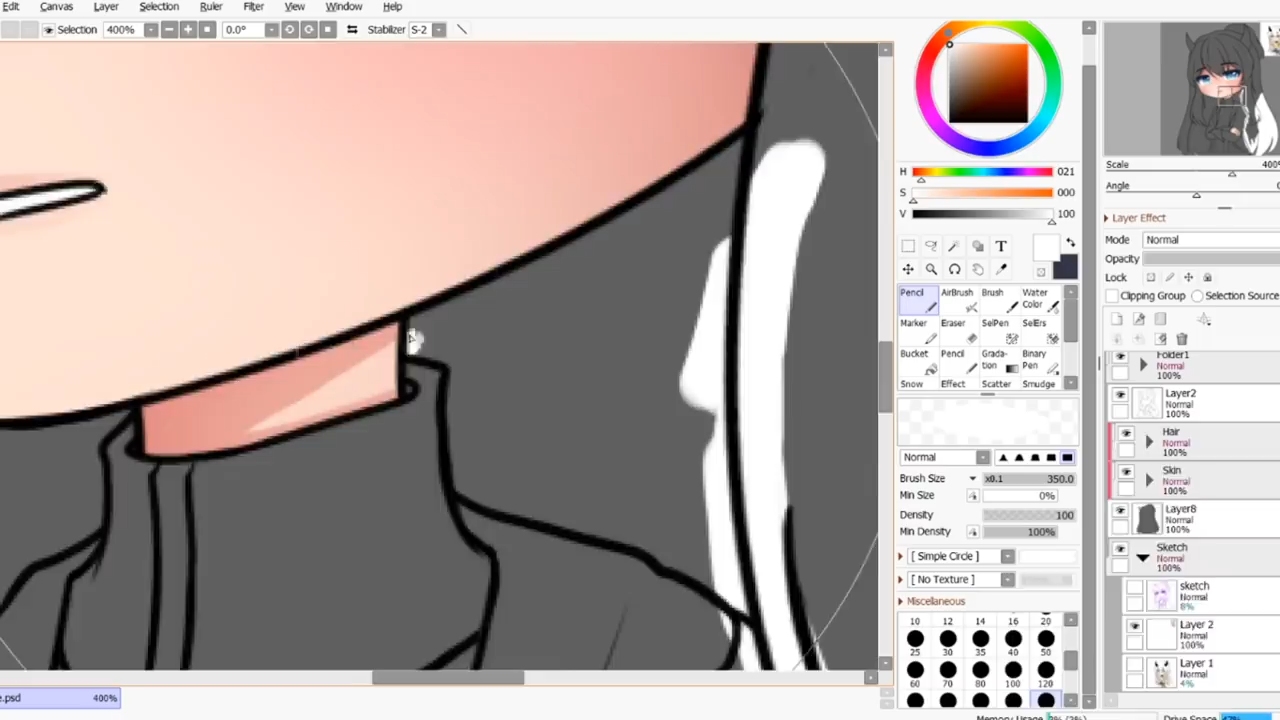 Edit Canvas Layer Selection Ruler Filter View Window Help
Selection 400% 0.0° Stabilizer S-2
H 021
S 000
V 100
T
Pencil AirBrush Brush Water Color
Marker Eraser SelPen SelErs
Bucket Pencil Gradation Binary Pen
Snow Effect Scatter Smudge
Normal
Brush Size x0.1 350.0
Min Size 0%
Density 100
Min Density 100%
[ Simple Circle ]
[ No Texture ]
Miscellaneous
10 12 14 16 20
25 30 35 40 50
60 70 80 100 120
Scale 400
Angle
Layer Effect
Mode Normal
Opacity
Lock
Clipping Group Selection Source
Folder1
Normal
100%
Layer2
Normal
100%
Hair
Normal
100%
Skin
Normal
100%
Layer8
Normal
100%
Sketch
Normal
100%
sketch
Normal
8%
Layer 2
Normal
100%
Layer 1
Normal
4%
e.psd 400%
Memory Usage
Drive Space